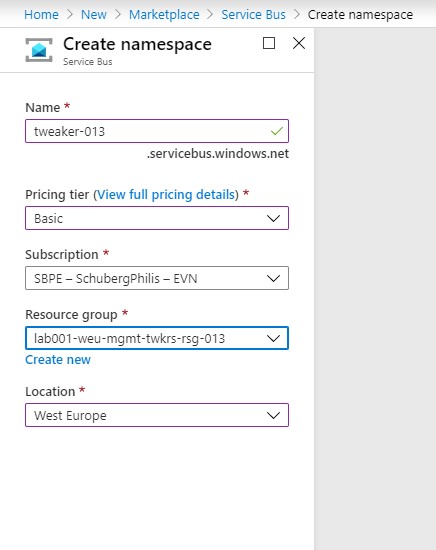 Home > New > Marketplace > Service Bus > Create namespace
Create namespace
Service Bus
Name *
tweaker-013
.servicebus.windows.net
Pricing tier (View full pricing details) *
Basic
Subscription *
SBPE – SchubergPhilis – EVN
Resource group *
lab001-weu-mgmt-twkrs-rsg-013
Create new
Location *
West Europe